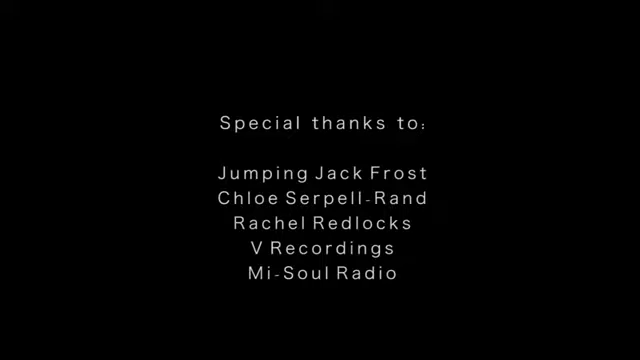 Special thanks to:
Jumping Jack Frost
Chloe Serpell-Rand
Rachel Redlocks
V Recordings
Mi-Soul Radio